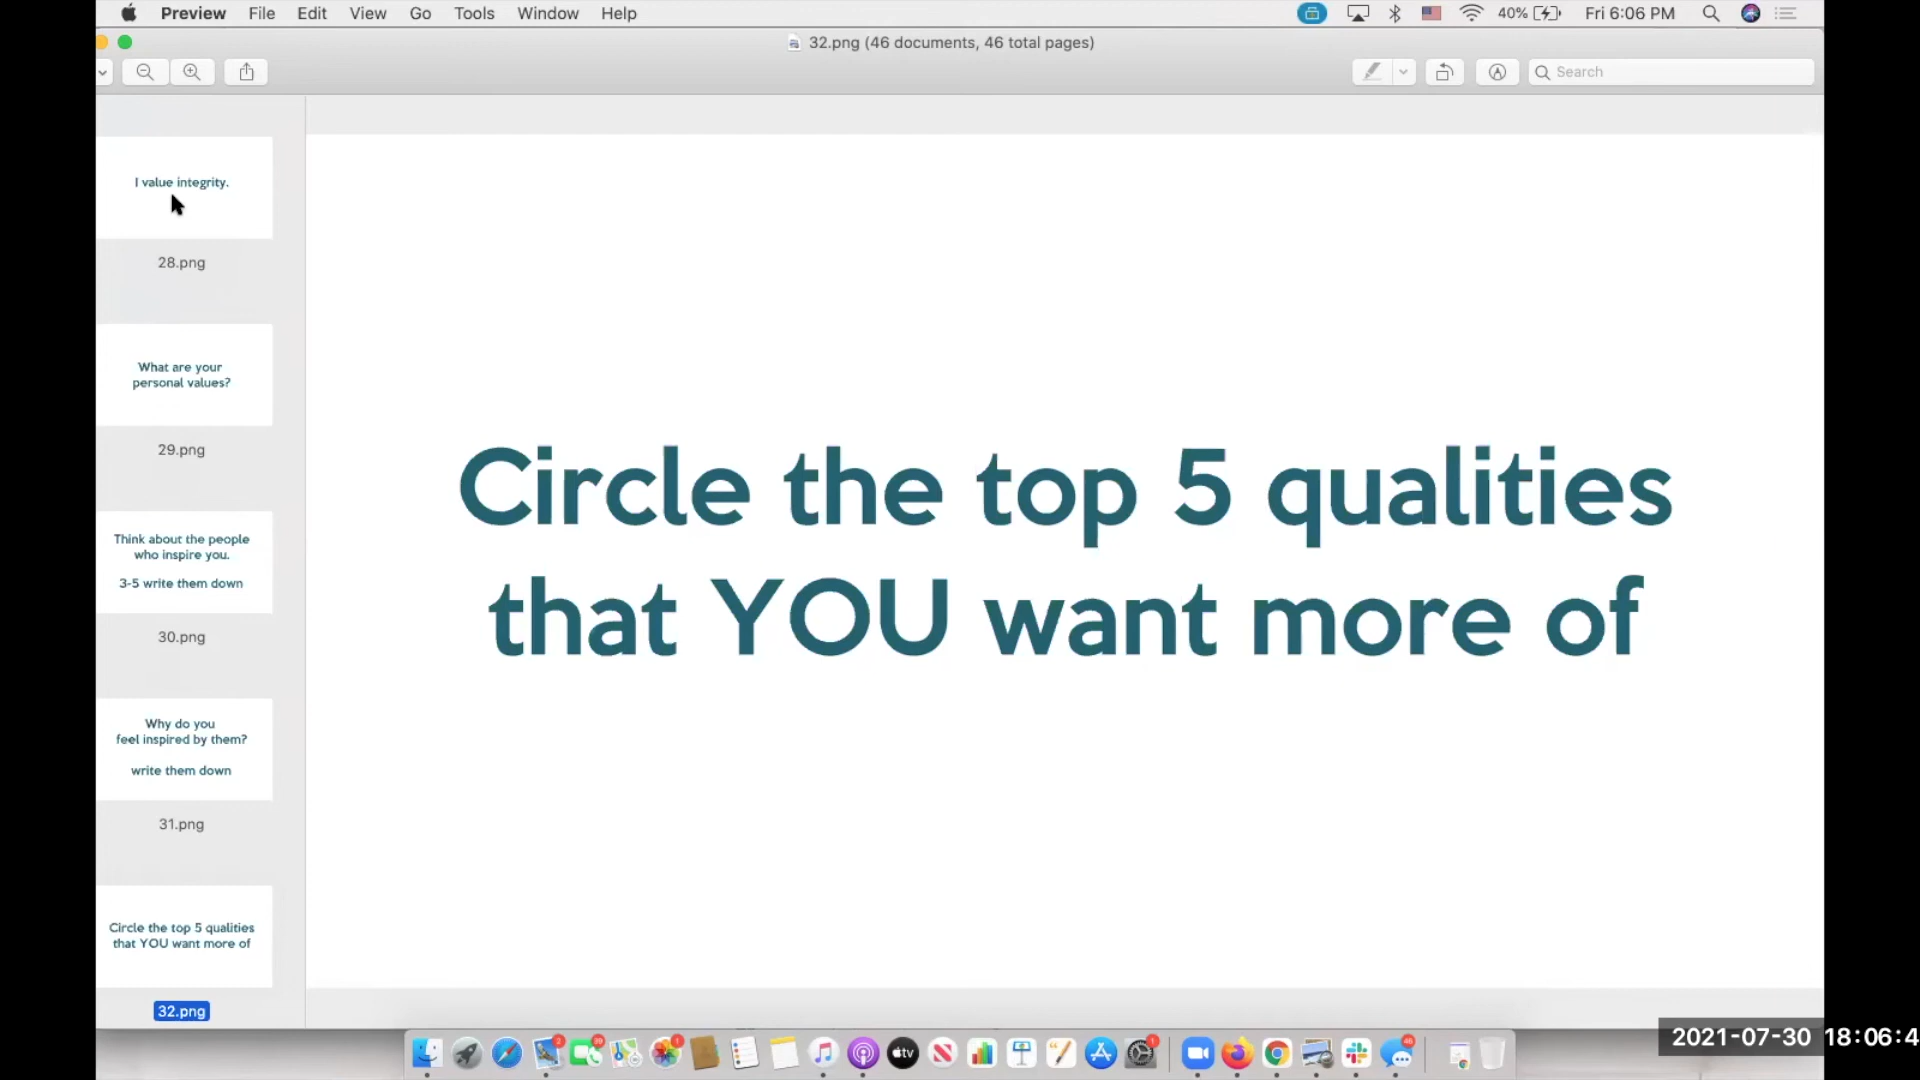 Preview File Edit View Go Tools Window Help
40% Fri 6:06 PM
32.png (46 documents, 46 total pages)
Search
I value integrity.
28.png
What are your
personal values?
29.png
Think about the people
who inspire you.
3-5 write them down
30.png
Why do you
feel inspired by them?
write them down
31.png
Circle the top 5 qualities
that YOU want more of
32.png
Circle the top 5 qualities
that YOU want more of
tv
2021-07-30 18:06:4